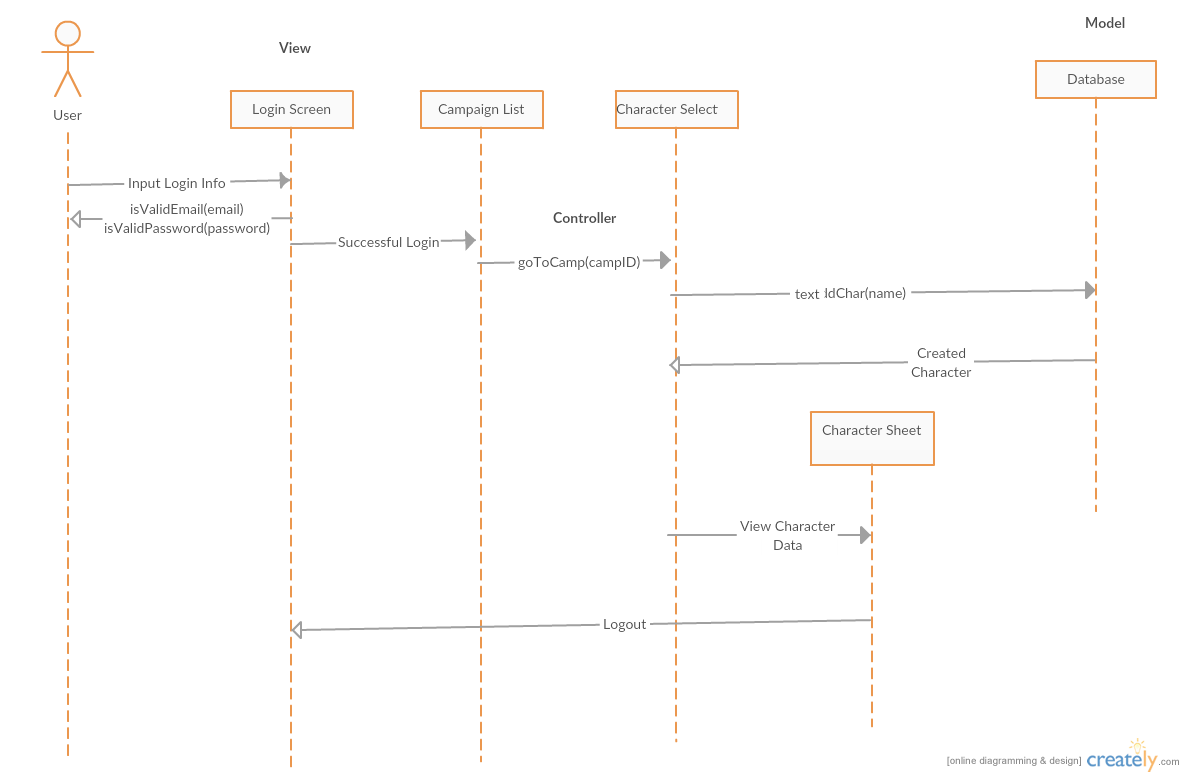 Model
View
Database
Login Screen
Campaign List
Character Select
User
Input Login Info
isValidEmail(email)
isValidPassword(password)
Controller
Successful Login
goToCamp(campID)
text ldChar(name)
Created
Character
Character Sheet
View Character
Data
Logout
[online diagramming & design] creately.com